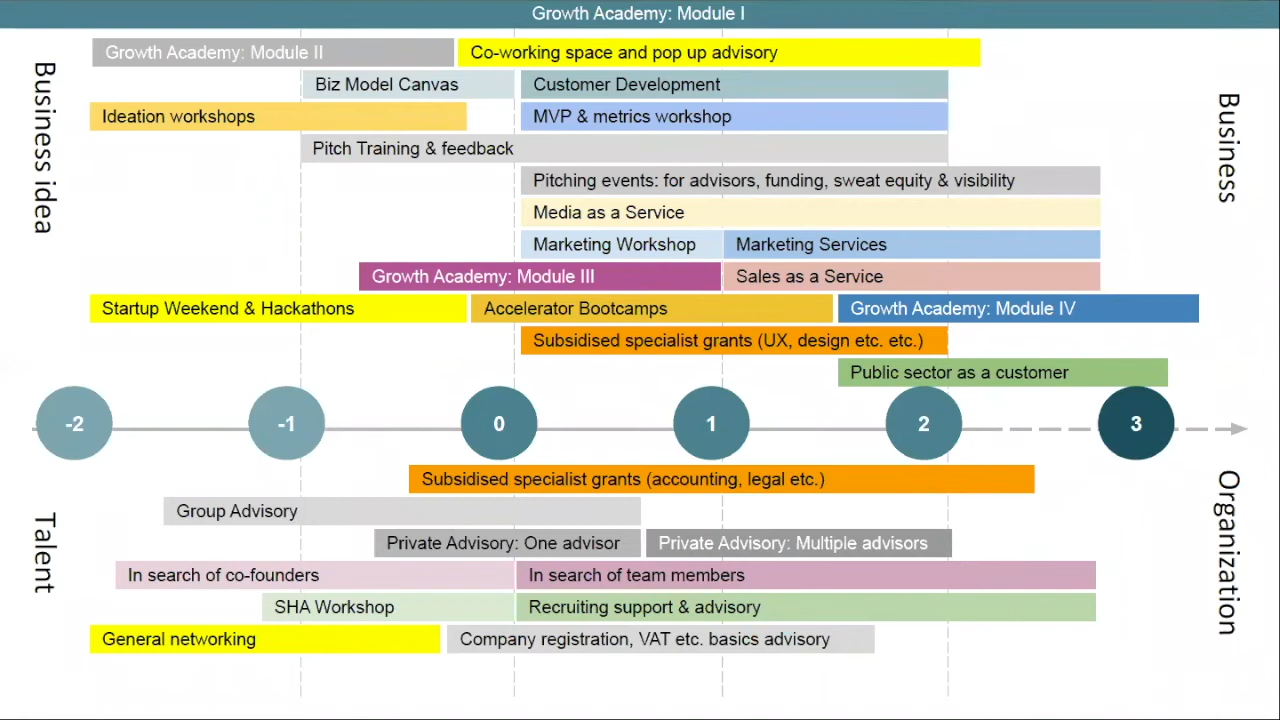 Growth Academy: Module I
Growth Academy: Module II
Co-working space and pop up advisory
Business idea
Business
Biz Model Canvas
Customer Development
Ideation workshops
MVP & metrics workshop
Pitch Training & feedback
Pitching events: for advisors, funding, sweat equity & visibility
Media as a Service
Marketing Workshop
Marketing Services
Growth Academy: Module III
Sales as a Service
Startup Weekend & Hackathons
Accelerator Bootcamps
Growth Academy: Module IV
Subsidised specialist grants (UX, design etc. etc.)
Public sector as a customer
-2
-1
0
1
2
3
Subsidised specialist grants (accounting, legal etc.)
Talent
Organization
Group Advisory
Private Advisory: One advisor
Private Advisory: Multiple advisors
In search of co-founders
In search of team members
SHA Workshop
Recruiting support & advisory
General networking
Company registration, VAT etc. basics advisory